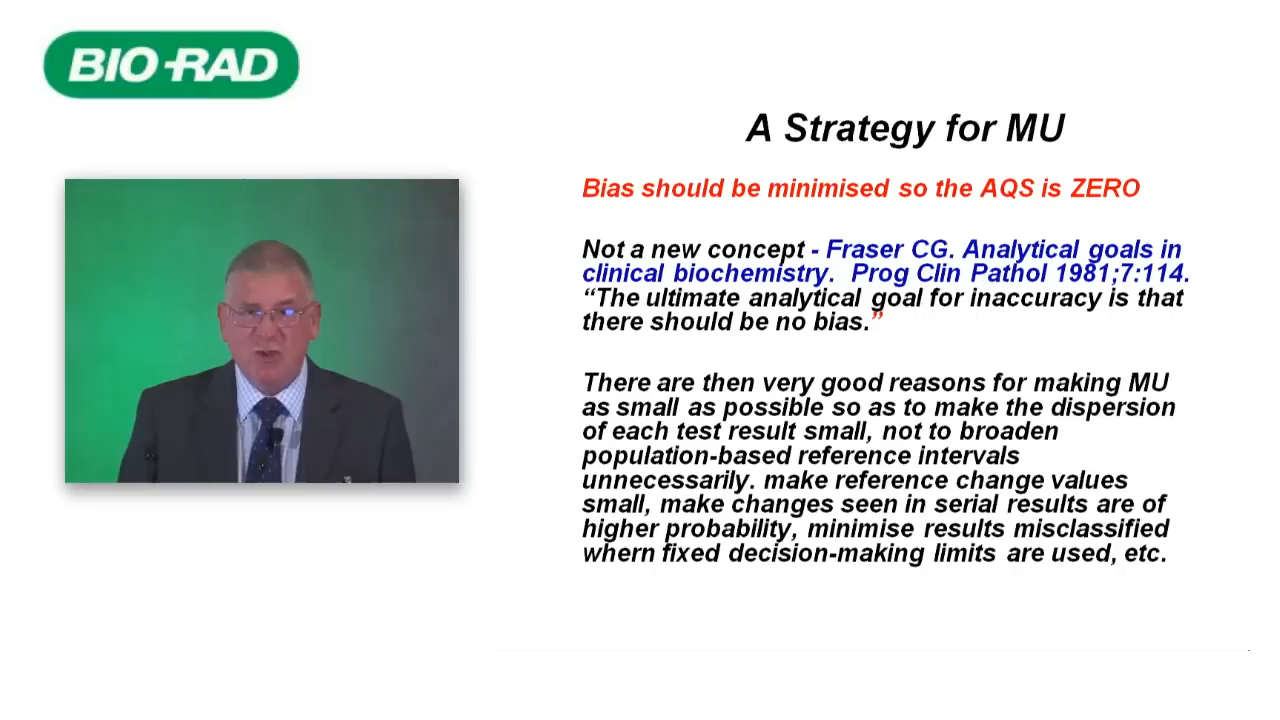 BIO-RAD
A Strategy for MU
Bias should be minimised so the AQS is ZERO
Not a new concept - Fraser CG. Analytical goals in
clinical biochemistry. Prog Clin Pathol 1981;7:114.
“The ultimate analytical goal for inaccuracy is that
there should be no bias.”
There are then very good reasons for making MU
as small as possible so as to make the dispersion
of each test result small, not to broaden
population-based reference intervals
unnecessarily. make reference change values
small, make changes seen in serial results are of
higher probability, minimise results misclassified
whern fixed decision-making limits are used, etc.